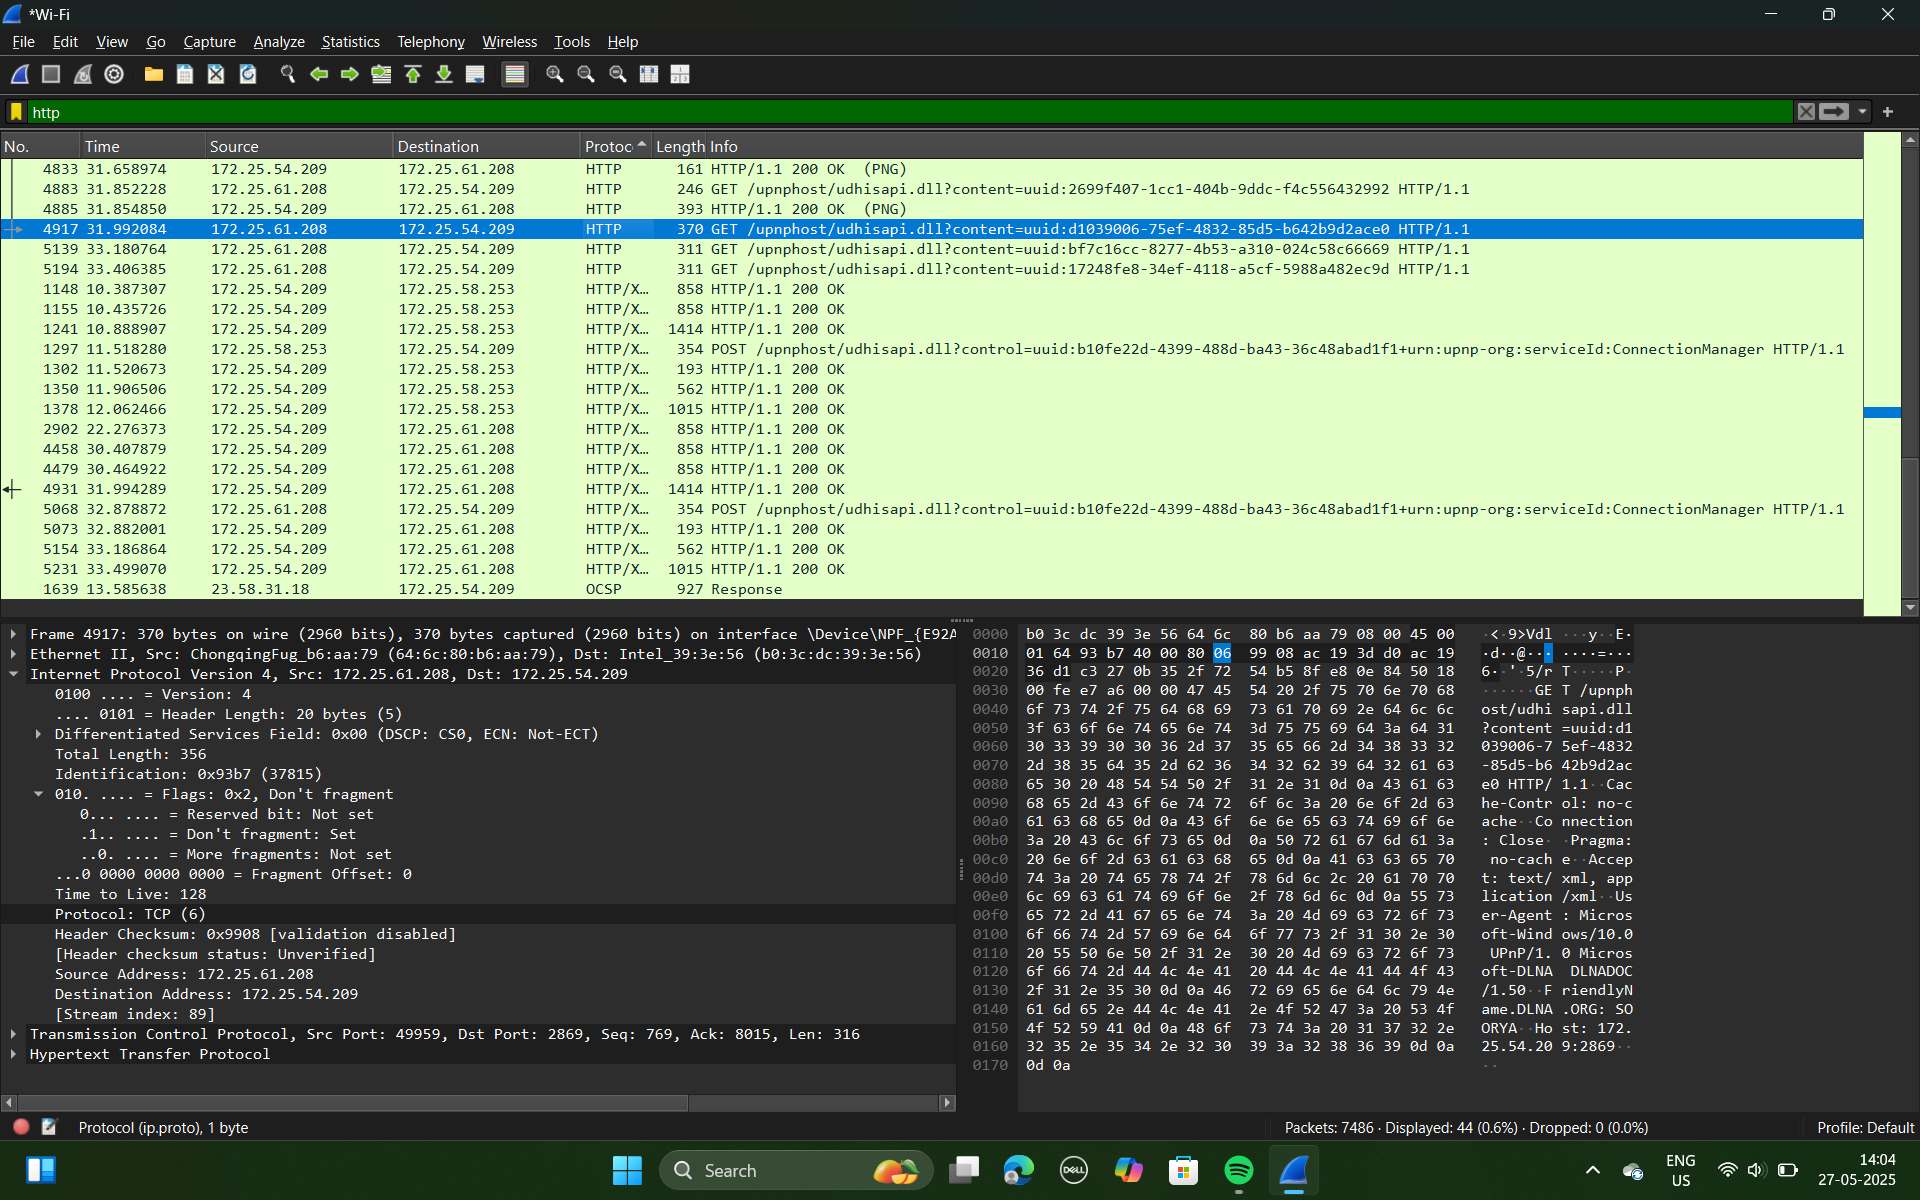 *Wi-Fi
File Edit View Go Capture Analyze Statistics Telephony Wireless Tools Help
http
No. Time Source Destination Protoc Length Info
4833 31.658974 172.25.54.209 172.25.61.208 HTTP 161 HTTP/1.1 200 OK (PNG)
4883 31.852228 172.25.61.208 172.25.54.209 HTTP 246 GET /upnphost/udhisapi.dll?content=uuid:2699f407-1cc1-404b-9ddc-f4c556432992 HTTP/1.1
4885 31.854850 172.25.54.209 172.25.61.208 HTTP 393 HTTP/1.1 200 OK (PNG)
4917 31.992084 172.25.61.208 172.25.54.209 HTTP 370 GET /upnphost/udhisapi.dll?content=uuid:d1039006-75ef-4832-85d5-b642b9d2ace0 HTTP/1.1
5139 33.180764 172.25.61.208 172.25.54.209 HTTP 311 GET /upnphost/udhisapi.dll?content=uuid:bf7c16cc-8277-4b53-a310-024c58c66669 HTTP/1.1
5194 33.406385 172.25.61.208 172.25.54.209 HTTP 311 GET /upnphost/udhisapi.dll?content=uuid:17248fe8-34ef-4118-a5cf-5988a482ec9d HTTP/1.1
1148 10.387307 172.25.54.209 172.25.58.253 HTTP/X… 858 HTTP/1.1 200 OK
1155 10.435726 172.25.54.209 172.25.58.253 HTTP/X… 858 HTTP/1.1 200 OK
1241 10.888907 172.25.54.209 172.25.58.253 HTTP/X… 1414 HTTP/1.1 200 OK
1297 11.518280 172.25.58.253 172.25.54.209 HTTP/X… 354 POST /upnphost/udhisapi.dll?control=uuid:b10fe22d-4399-488d-ba43-36c48abad1f1+urn:upnp-org:serviceId:ConnectionManager HTTP/1.1
1302 11.520673 172.25.54.209 172.25.58.253 HTTP/X… 193 HTTP/1.1 200 OK
1350 11.906506 172.25.54.209 172.25.58.253 HTTP/X… 562 HTTP/1.1 200 OK
1378 12.062466 172.25.54.209 172.25.58.253 HTTP/X… 1015 HTTP/1.1 200 OK
2902 22.276373 172.25.54.209 172.25.61.208 HTTP/X… 858 HTTP/1.1 200 OK
4458 30.407879 172.25.54.209 172.25.61.208 HTTP/X… 858 HTTP/1.1 200 OK
4479 30.464922 172.25.54.209 172.25.61.208 HTTP/X… 858 HTTP/1.1 200 OK
4931 31.994289 172.25.54.209 172.25.61.208 HTTP/X… 1414 HTTP/1.1 200 OK
5068 32.878872 172.25.61.208 172.25.54.209 HTTP/X… 354 POST /upnphost/udhisapi.dll?control=uuid:b10fe22d-4399-488d-ba43-36c48abad1f1+urn:upnp-org:serviceId:ConnectionManager HTTP/1.1
5073 32.882001 172.25.54.209 172.25.61.208 HTTP/X… 193 HTTP/1.1 200 OK
5154 33.186864 172.25.54.209 172.25.61.208 HTTP/X… 562 HTTP/1.1 200 OK
5231 33.499070 172.25.54.209 172.25.61.208 HTTP/X… 1015 HTTP/1.1 200 OK
1639 13.585638 23.58.31.18 172.25.54.209 OCSP 927 Response
Frame 4917: 370 bytes on wire (2960 bits), 370 bytes captured (2960 bits) on interface \Device\NPF_{E92A
Ethernet II, Src: ChongqingFug_b6:aa:79 (64:6c:80:b6:aa:79), Dst: Intel_39:3e:56 (b0:3c:dc:39:3e:56)
Internet Protocol Version 4, Src: 172.25.61.208, Dst: 172.25.54.209
0100 .... = Version: 4
.... 0101 = Header Length: 20 bytes (5)
Differentiated Services Field: 0x00 (DSCP: CS0, ECN: Not-ECT)
Total Length: 356
Identification: 0x93b7 (37815)
010. .... = Flags: 0x2, Don't fragment
0... .... = Reserved bit: Not set
.1.. .... = Don't fragment: Set
..0. .... = More fragments: Not set
...0 0000 0000 0000 = Fragment Offset: 0
Time to Live: 128
Protocol: TCP (6)
Header Checksum: 0x9908 [validation disabled]
[Header checksum status: Unverified]
Source Address: 172.25.61.208
Destination Address: 172.25.54.209
[Stream index: 89]
Transmission Control Protocol, Src Port: 49959, Dst Port: 2869, Seq: 769, Ack: 8015, Len: 316
Hypertext Transfer Protocol
0000 b0 3c dc 39 3e 56 64 6c 80 b6 aa 79 08 00 45 00 ·<·9>Vdl ···y··E·
0010 01 64 93 b7 40 00 80 06 99 08 ac 19 3d d0 ac 19 ·d··@··· ····=···
0020 36 d1 c3 27 0b 35 2f 72 54 b5 8f e8 0e 84 50 18 6··'·5/r T·····P·
0030 00 fe e7 a6 00 00 47 45 54 20 2f 75 70 6e 70 68 ······GE T /upnph
0040 6f 73 74 2f 75 64 68 69 73 61 70 69 2e 64 6c 6c ost/udhi sapi.dll
0050 3f 63 6f 6e 74 65 6e 74 3d 75 75 69 64 3a 64 31 ?content =uuid:d1
0060 30 33 39 30 30 36 2d 37 35 65 66 2d 34 38 33 32 039006-7 5ef-4832
0070 2d 38 35 64 35 2d 62 36 34 32 62 39 64 32 61 63 -85d5-b6 42b9d2ac
0080 65 30 20 48 54 54 50 2f 31 2e 31 0d 0a 43 61 63 e0 HTTP/ 1.1··Cac
0090 68 65 2d 43 6f 6e 74 72 6f 6c 3a 20 6e 6f 2d 63 he-Contr ol: no-c
00a0 61 63 68 65 0d 0a 43 6f 6e 6e 65 63 74 69 6f 6e ache··Co nnection
00b0 3a 20 43 6c 6f 73 65 0d 0a 50 72 61 67 6d 61 3a : Close· ·Pragma:
00c0 20 6e 6f 2d 63 61 63 68 65 0d 0a 41 63 63 65 70 no-cach e··Accep
00d0 74 3a 20 74 65 78 74 2f 78 6d 6c 2c 20 61 70 70 t: text/ xml, app
00e0 6c 69 63 61 74 69 6f 6e 2f 78 6d 6c 0d 0a 55 73 lication /xml··Us
00f0 65 72 2d 41 67 65 6e 74 3a 20 4d 69 63 72 6f 73 er-Agent : Micros
0100 6f 66 74 2d 57 69 6e 64 6f 77 73 2f 31 30 2e 30 oft-Wind ows/10.0
0110 20 55 50 6e 50 2f 31 2e 30 20 4d 69 63 72 6f 73 UPnP/1. 0 Micros
0120 6f 66 74 2d 44 4c 4e 41 20 44 4c 4e 41 44 4f 43 oft-DLNA DLNADOC
0130 2f 31 2e 35 30 0d 0a 46 72 69 65 6e 64 6c 79 4e /1.50··F riendlyN
0140 61 6d 65 2e 44 4c 4e 41 2e 4f 52 47 3a 20 53 4f ame.DLNA .ORG: SO
0150 4f 52 59 41 0d 0a 48 6f 73 74 3a 20 31 37 32 2e ORYA··Ho st: 172.
0160 32 35 2e 35 34 2e 32 30 39 3a 32 38 36 39 0d 0a 25.54.20 9:2869··
0170 0d 0a ··
Protocol (ip.proto), 1 byte
Packets: 7486 · Displayed: 44 (0.6%) · Dropped: 0 (0.0%)
Profile: Default
Search
DELL
ENG
US
14:04
27-05-2025